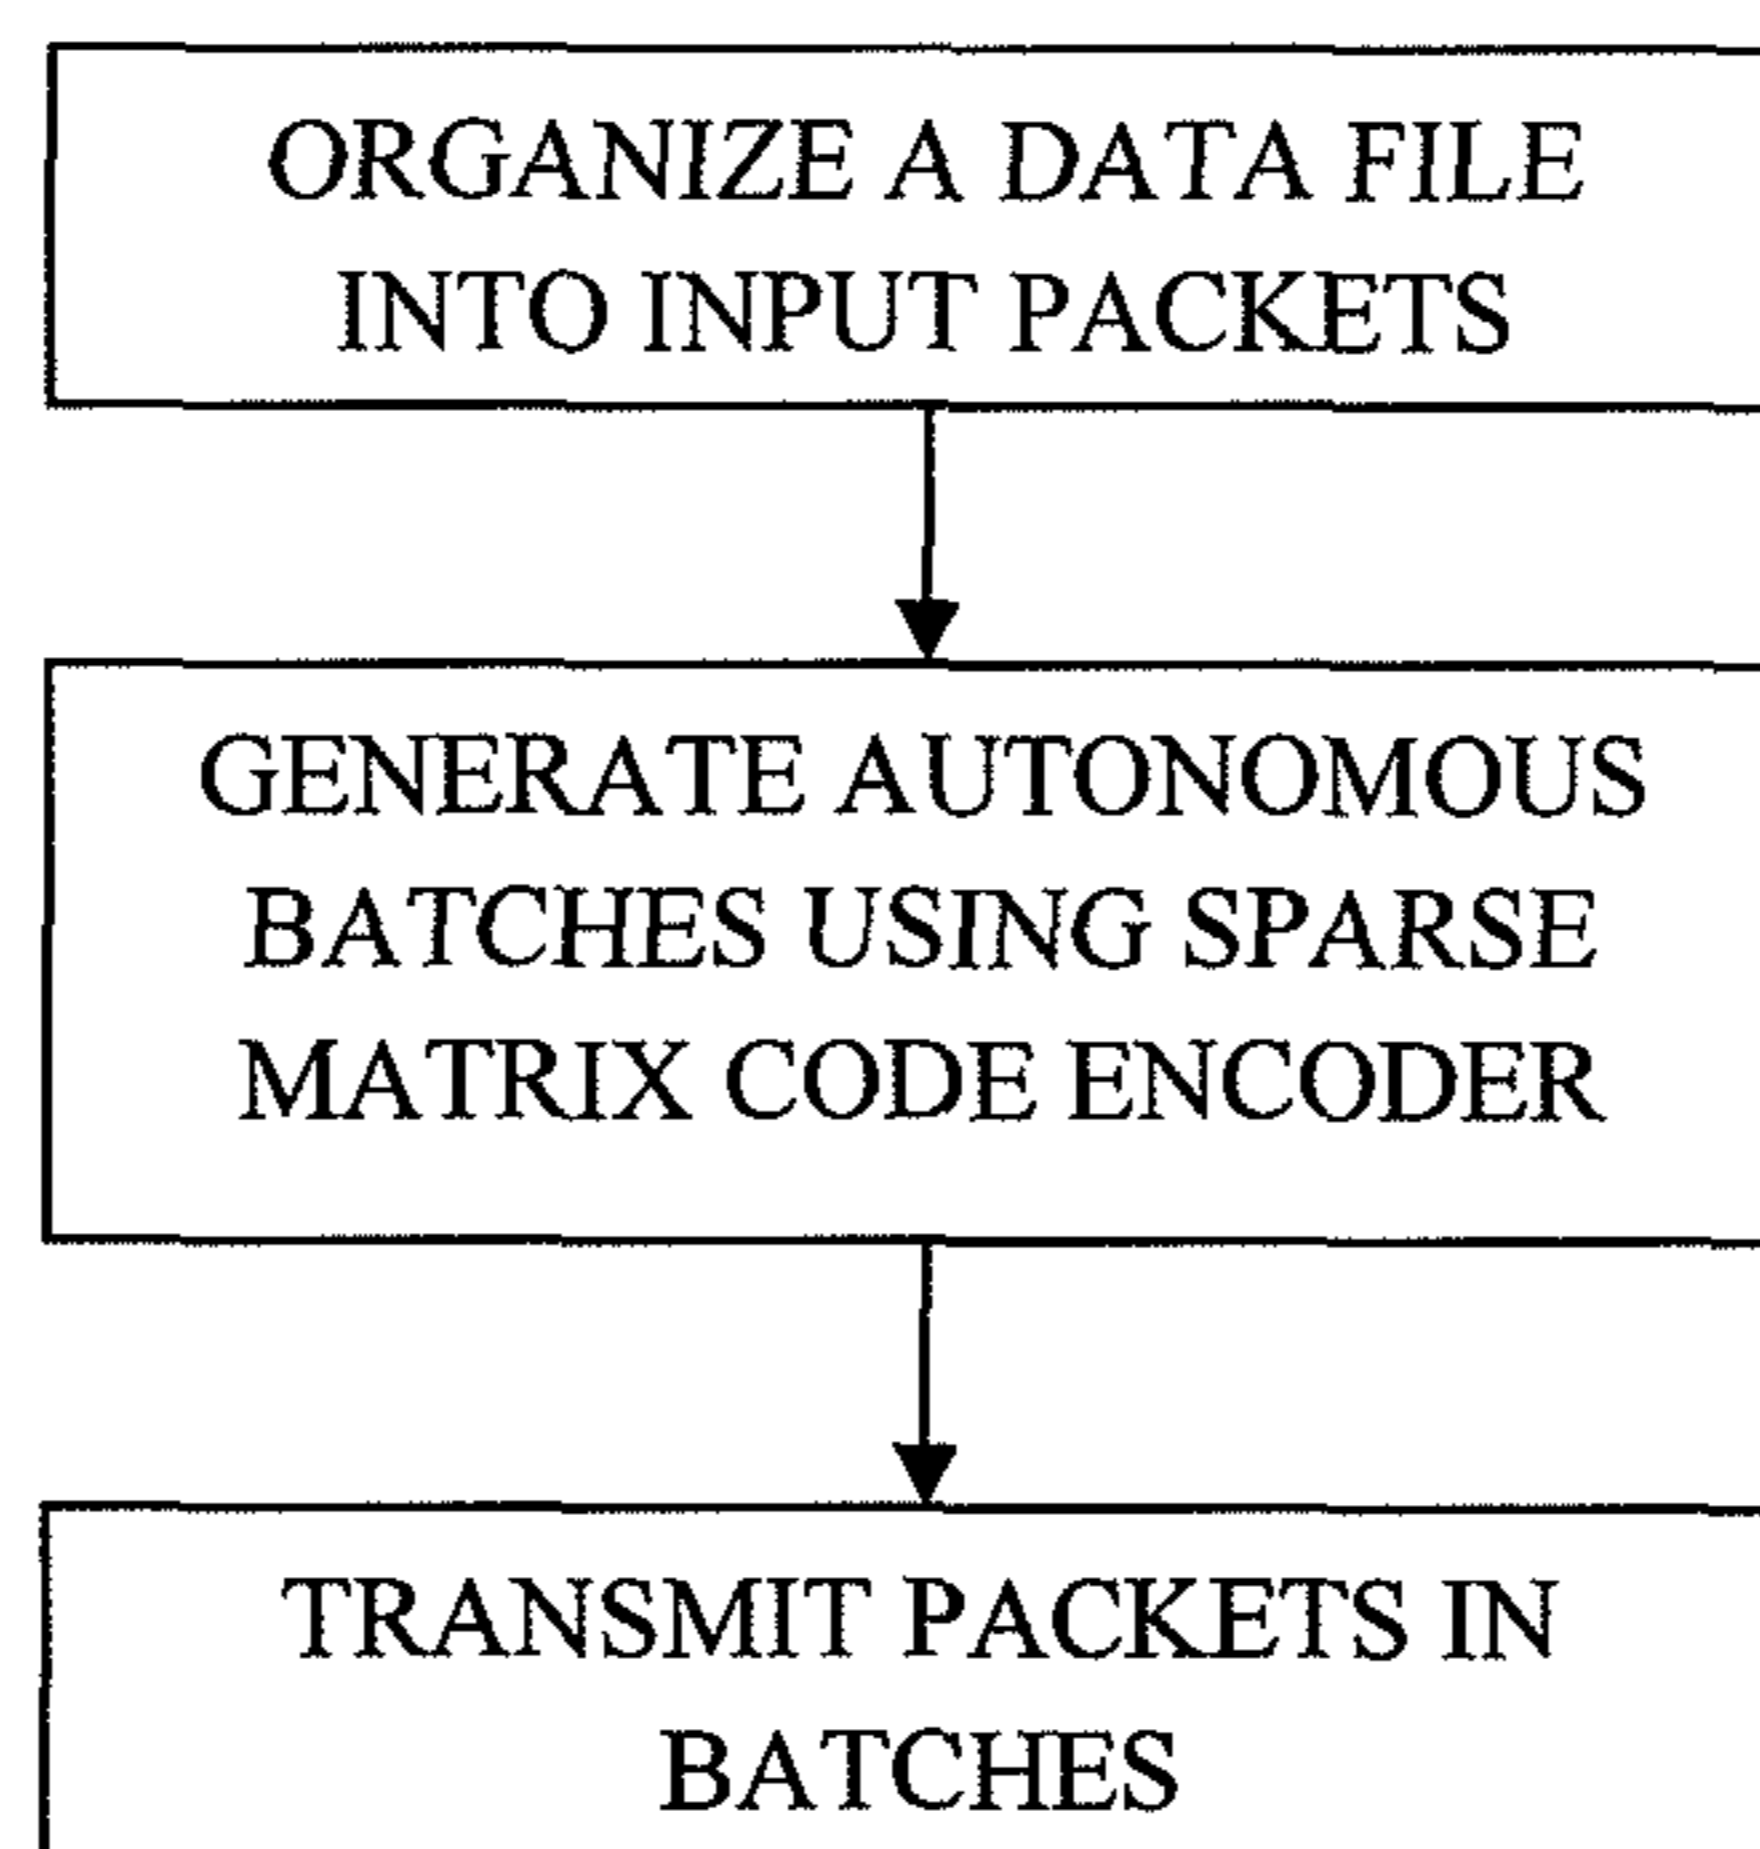 ORGANIZE A DATA FILE
INTO INPUT PACKETS
GENERATE AUTONOMOUS
BATCHES USING SPARSE
MATRIX CODE ENCODER
TRANSMIT PACKETS IN
BATCHES